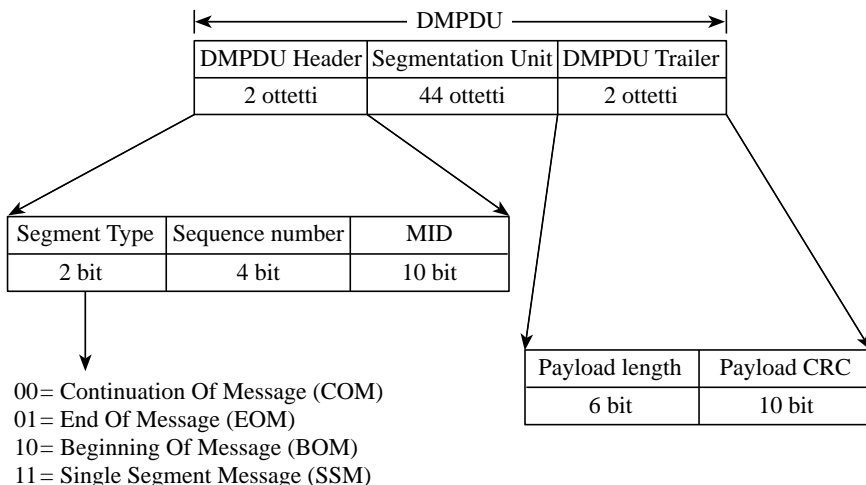 DMPDU
DMPDU Header Segmentation Unit DMPDU Trailer
2 ottetti 44 ottetti 2 ottetti
Segment Type Sequence number MID
2 bit 4 bit 10 bit
Payload length Payload CRC
6 bit 10 bit
00= Continuation Of Message (COM)
01= End Of Message (EOM)
10= Beginning Of Message (BOM)
11= Single Segment Message (SSM)